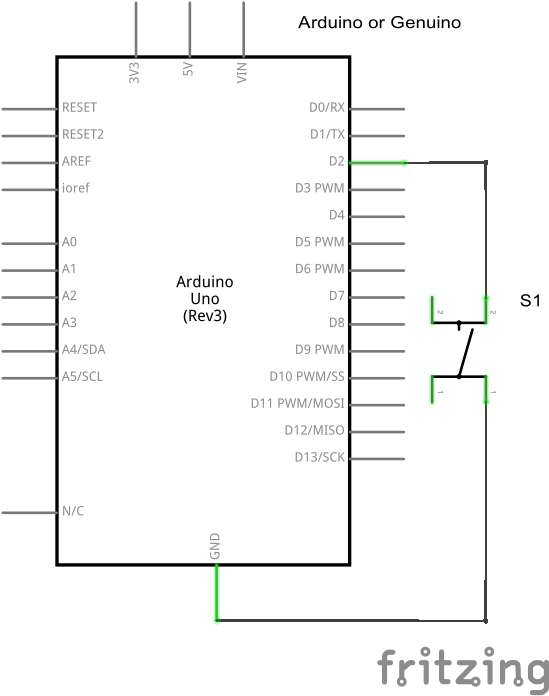 Arduino or Genuino
3V3
5V
VIN
RESET
D0/RX
RESET2
D1/TX
AREF
D2
ioref
D3 PWM
D4
A0
D5 PWM
A1
D6 PWM
Arduino
Uno
(Rev3)
A2
D7
2
2
S1
A3
D8
A4/SDA
D9 PWM
A5/SCL
D10 PWM/SS
1
1
D11 PWM/MOSI
D12/MISO
D13/SCK
N/C
GND
fritzing